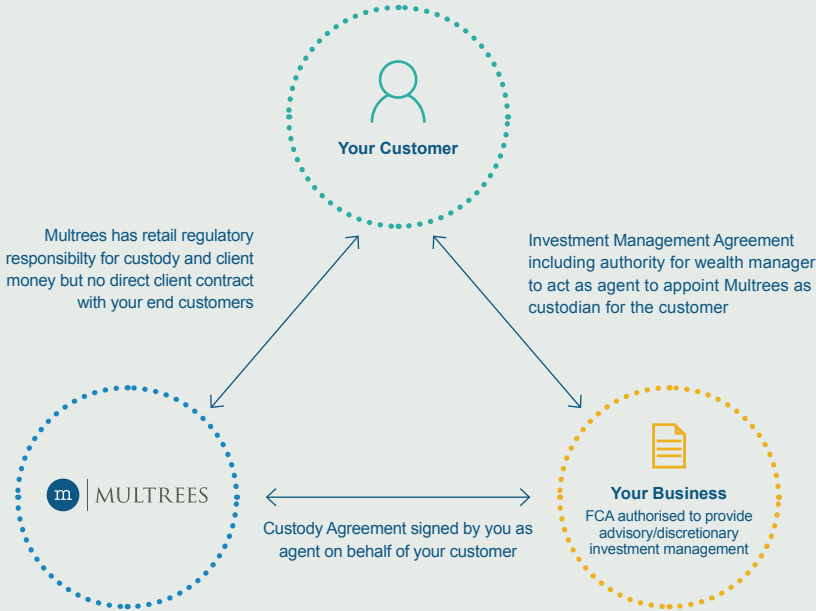 Your Customer
Multrees has retail regulatory
responsibilty for custody and client
money but no direct client contract
with your end customers
Investment Management Agreement
including authority for wealth manager
to act as agent to appoint Multrees as
custodian for the customer
m MULTREES
Custody Agreement signed by you as
agent on behalf of your customer
Your Business
FCA authorised to provide
advisory/discretionary
investment management